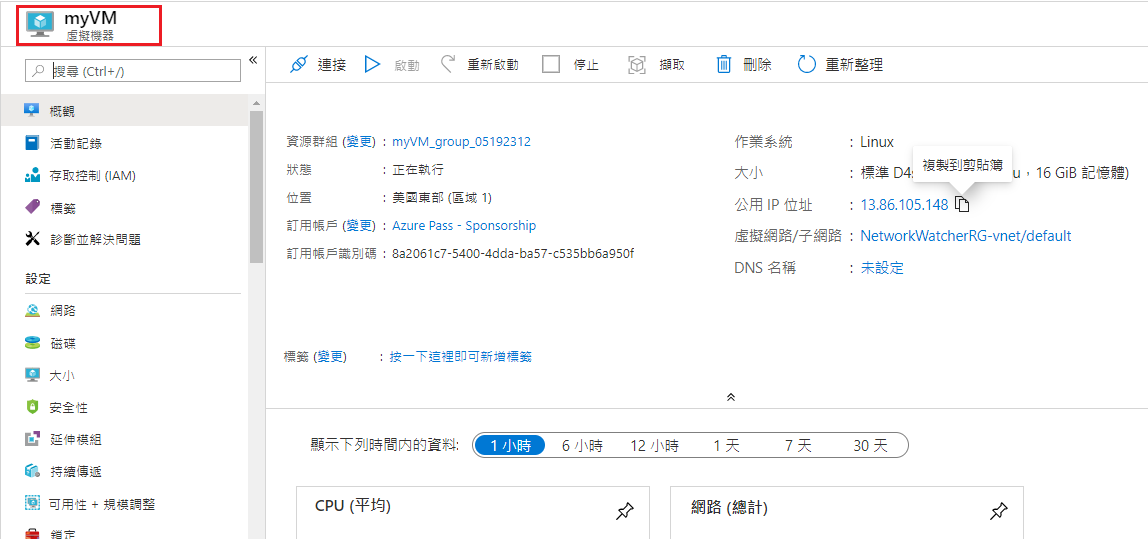 myVM
虛擬機器
搜尋 (Ctrl+/)
«
連接
啟動
重新啟動
停止
擷取
刪除
重新整理
概觀
活動記錄
存取控制 (IAM)
標籤
診斷並解決問題
設定
網路
磁碟
大小
安全性
延伸模組
持續傳遞
可用性 + 規模調整
鎖定
資源群組 (變更) : myVM_group_05192312
狀態 : 正在執行
位置 : 美國東部 (區域 1)
訂用帳戶 (變更) : Azure Pass - Sponsorship
訂用帳戶識別碼 : 8a2061c7-5400-4dda-ba57-c535bb6a950f
作業系統 : Linux
複製到剪貼簿
大小 : 標準 D4s u,16 GiB 記憶體)
公用 IP 位址 : 13.86.105.148
虛擬網路/子網路 : NetworkWatcherRG-vnet/default
DNS 名稱 : 未設定
標籤 (變更) : 按一下這裡即可新增標籤
顯示下列時間內的資料: 1 小時 6 小時 12 小時 1 天 7 天 30 天
CPU (平均)
網路 (總計)